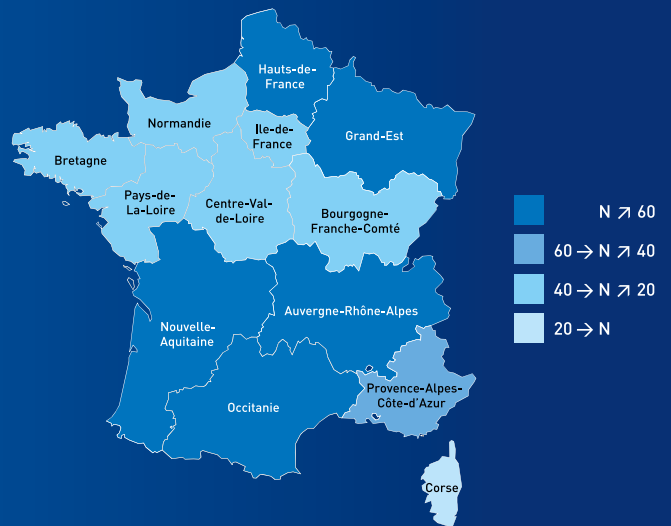 Hauts-de-
France
Normandie
Ile-de-
France
Grand-Est
Bretagne
Pays-de-
La-Loire
Centre-Val-
de-Loire
Bourgogne-
Franche-Comté
N ↗ 60
60 → N ↗ 40
40 → N ↗ 20
20 → N
Auvergne-Rhône-Alpes
Nouvelle-
Aquitaine
Provence-Alpes-
Côte-d'Azur
Occitanie
Corse